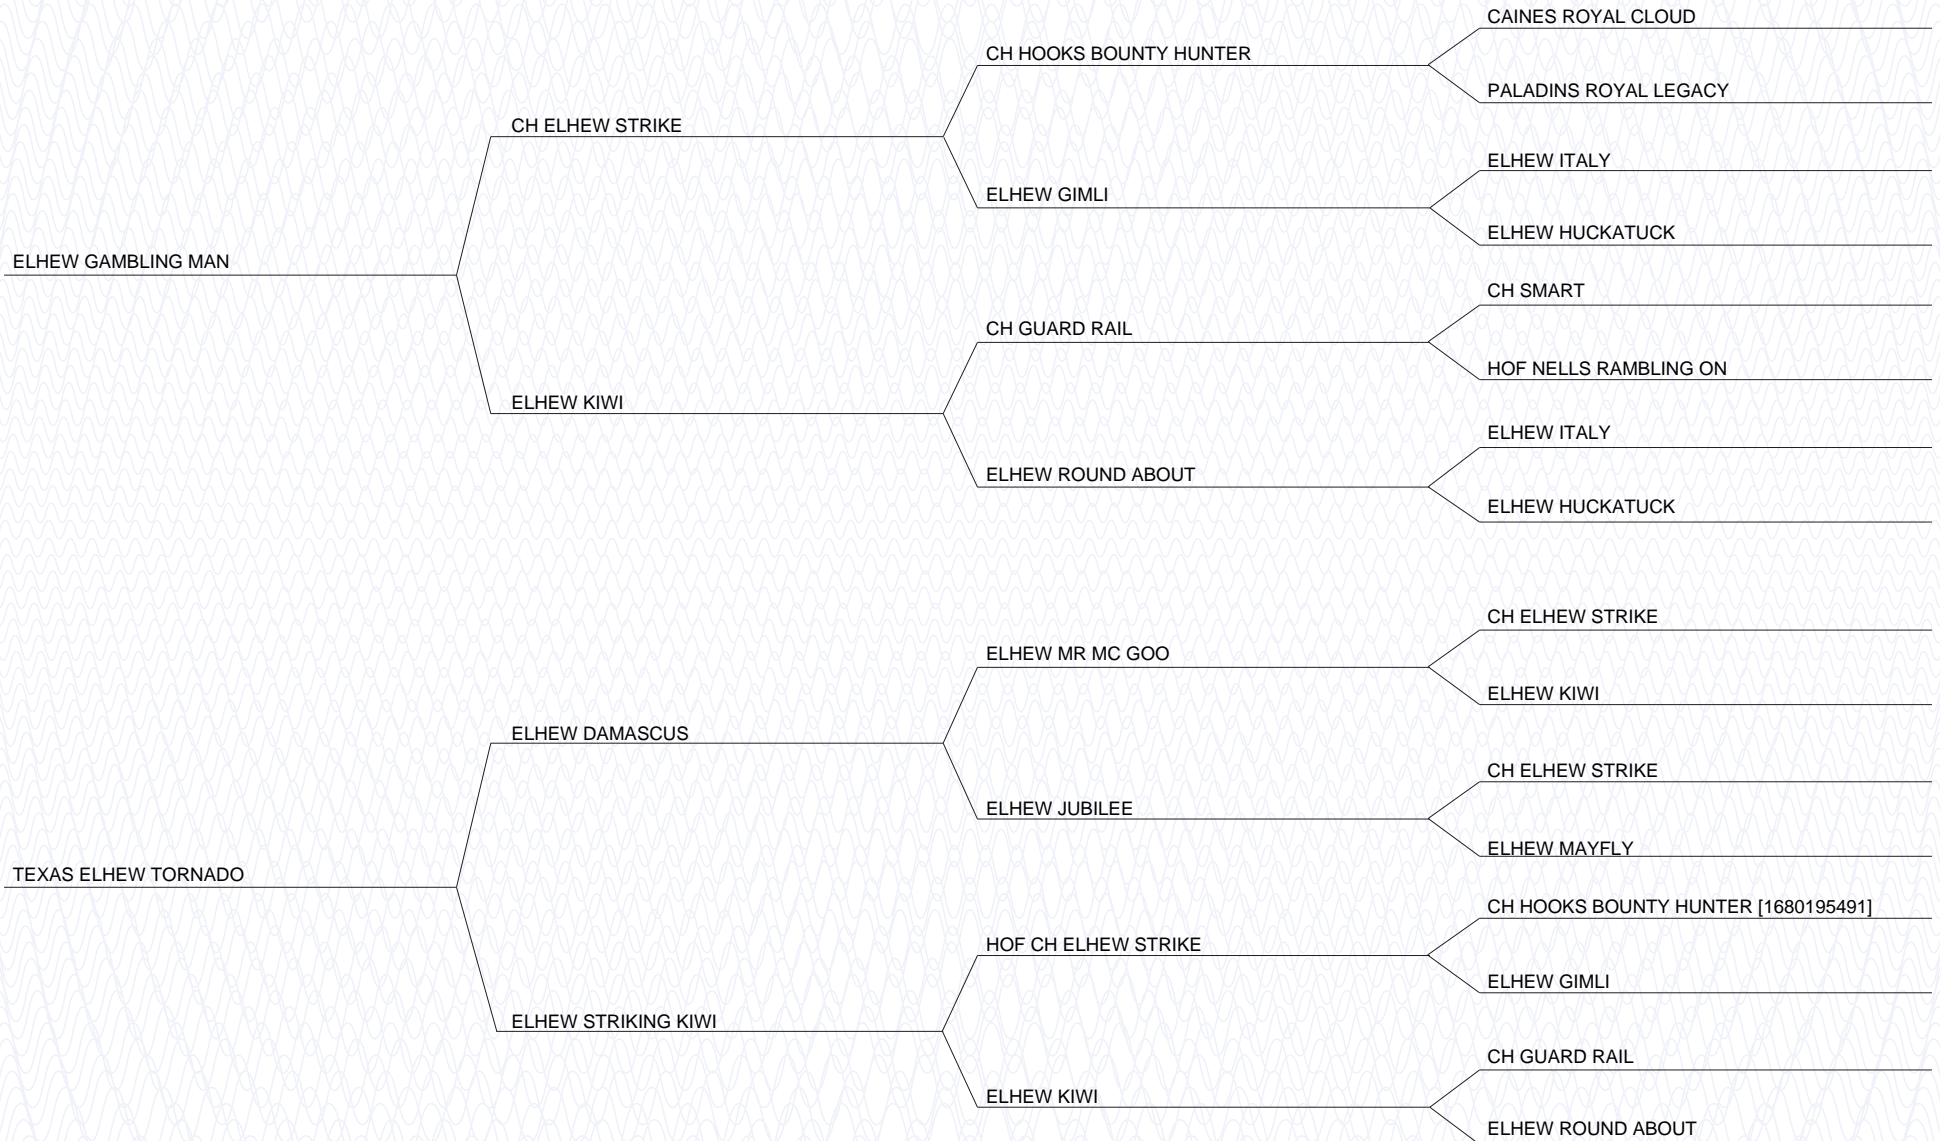 CAINES ROYAL CLOUD
CH HOOKS BOUNTY HUNTER
PALADINS ROYAL LEGACY
CH ELHEW STRIKE
ELHEW ITALY
ELHEW GIMLI
ELHEW HUCKATUCK
ELHEW GAMBLING MAN
CH SMART
CH GUARD RAIL
HOF NELLS RAMBLING ON
ELHEW KIWI
ELHEW ITALY
ELHEW ROUND ABOUT
ELHEW HUCKATUCK
CH ELHEW STRIKE
ELHEW MR MC GOO
ELHEW KIWI
ELHEW DAMASCUS
CH ELHEW STRIKE
ELHEW JUBILEE
ELHEW MAYFLY
TEXAS ELHEW TORNADO
CH HOOKS BOUNTY HUNTER [1680195491]
HOF CH ELHEW STRIKE
ELHEW GIMLI
ELHEW STRIKING KIWI
CH GUARD RAIL
ELHEW KIWI
ELHEW ROUND ABOUT